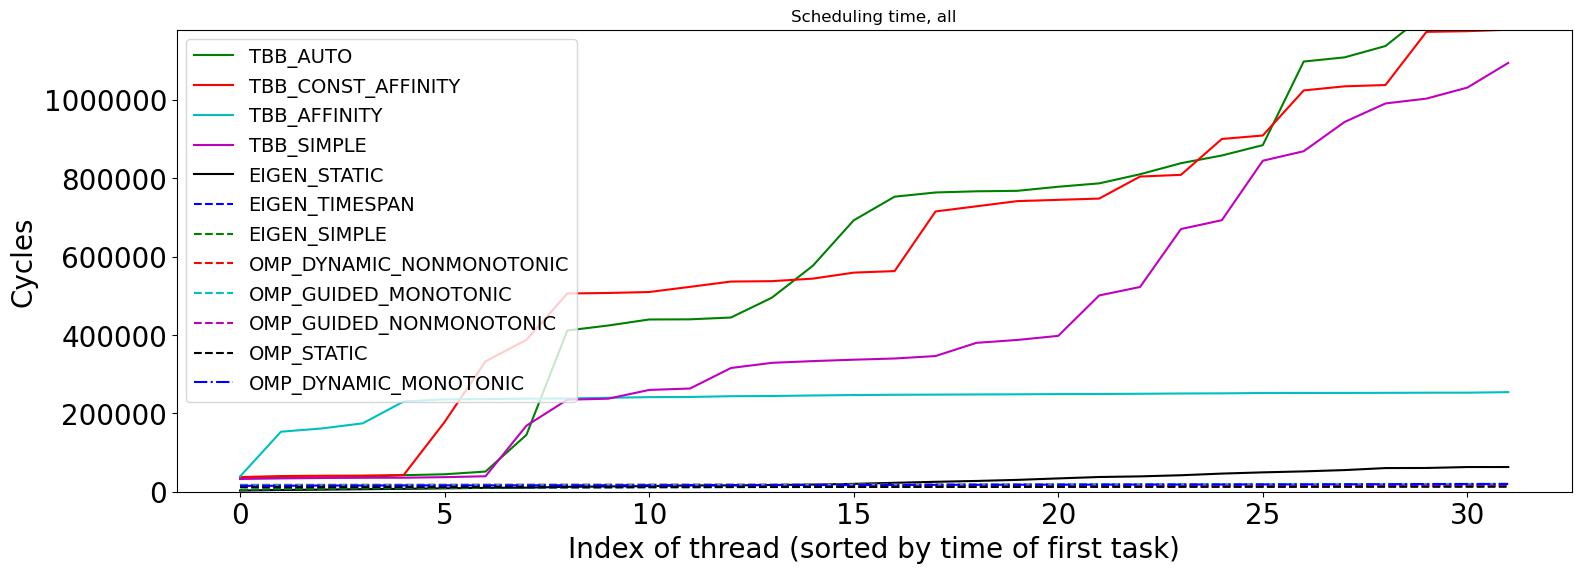 Scheduling time, all
TBB_AUTO
TBB_CONST_AFFINITY
TBB_AFFINITY
TBB_SIMPLE
EIGEN_STATIC
EIGEN_TIMESPAN
EIGEN_SIMPLE
OMP_DYNAMIC_NONMONOTONIC
OMP_GUIDED_MONOTONIC
OMP_GUIDED_NONMONOTONIC
OMP_STATIC
OMP_DYNAMIC_MONOTONIC
Cycles
1000000
800000
600000
400000
200000
0
0 5 10 15 20 25 30
Index of thread (sorted by time of first task)